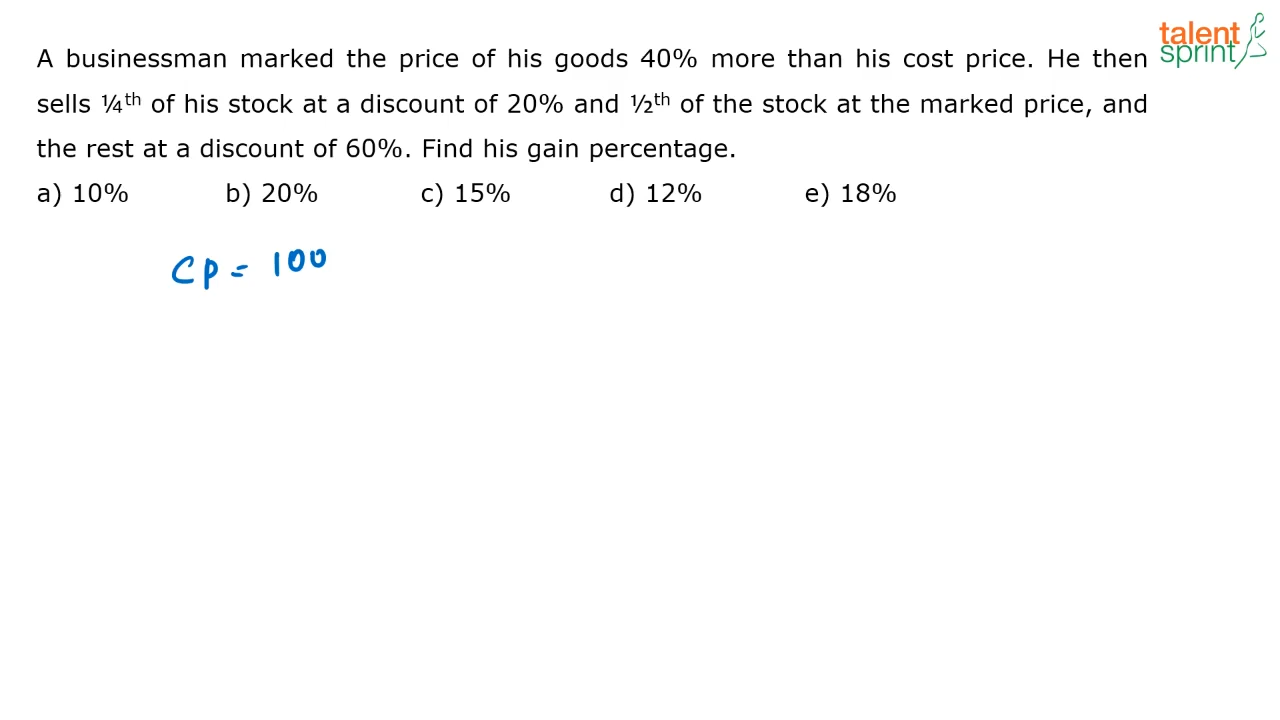 talent
sprint
A businessman marked the price of his goods 40% more than his cost price. He then
sells ¼th of his stock at a discount of 20% and ½th of the stock at the marked price, and
the rest at a discount of 60%. Find his gain percentage.
a) 10% b) 20% c) 15% d) 12% e) 18%
CP = 100